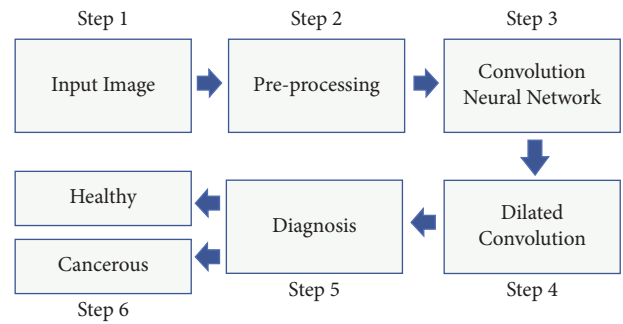 Step 1
Step 2
Step 3
Input Image
Pre-processing
Convolution
Neural Network
Healthy
Cancerous
Step 6
Diagnosis
Step 5
Dilated
Convolution
Step 4